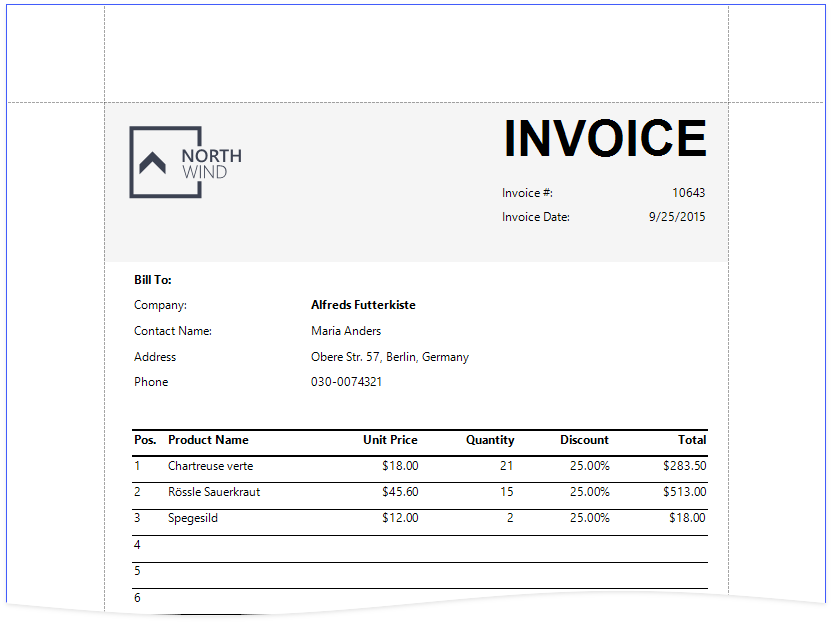 NORTH
WIND
INVOICE
Invoice #: 10643
Invoice Date: 9/25/2015
Bill To:
Company: Alfreds Futterkiste
Contact Name: Maria Anders
Address Obere Str. 57, Berlin, Germany
Phone 030-0074321
Pos. Product Name Unit Price Quantity Discount Total
1 Chartreuse verte $18.00 21 25.00% $283.50
2 Rössle Sauerkraut $45.60 15 25.00% $513.00
3 Spegesild $12.00 2 25.00% $18.00
4
5
6